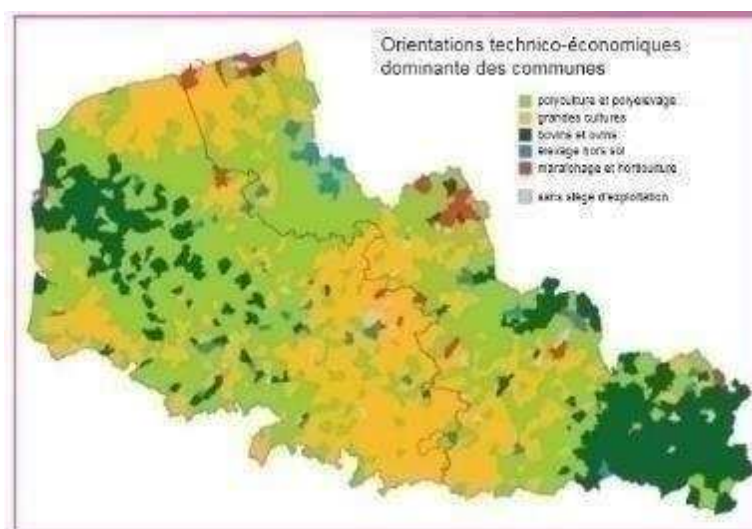 Orientations technico-économiques
dominante des communes
polyculture et polyélevage
grandes cultures
bovins et ovins
élevage hors sol
maraîchage et horticulture
sans siège d'exploitation